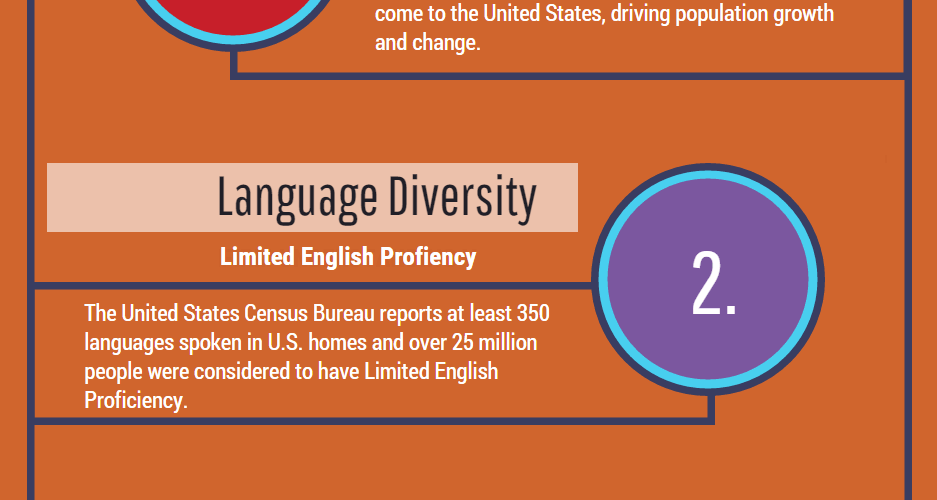 come to the United States, driving population growth
and change.
Language Diversity
Limited English Profiency
2.
The United States Census Bureau reports at least 350
languages spoken in U.S. homes and over 25 million
people were considered to have Limited English
Proficiency.